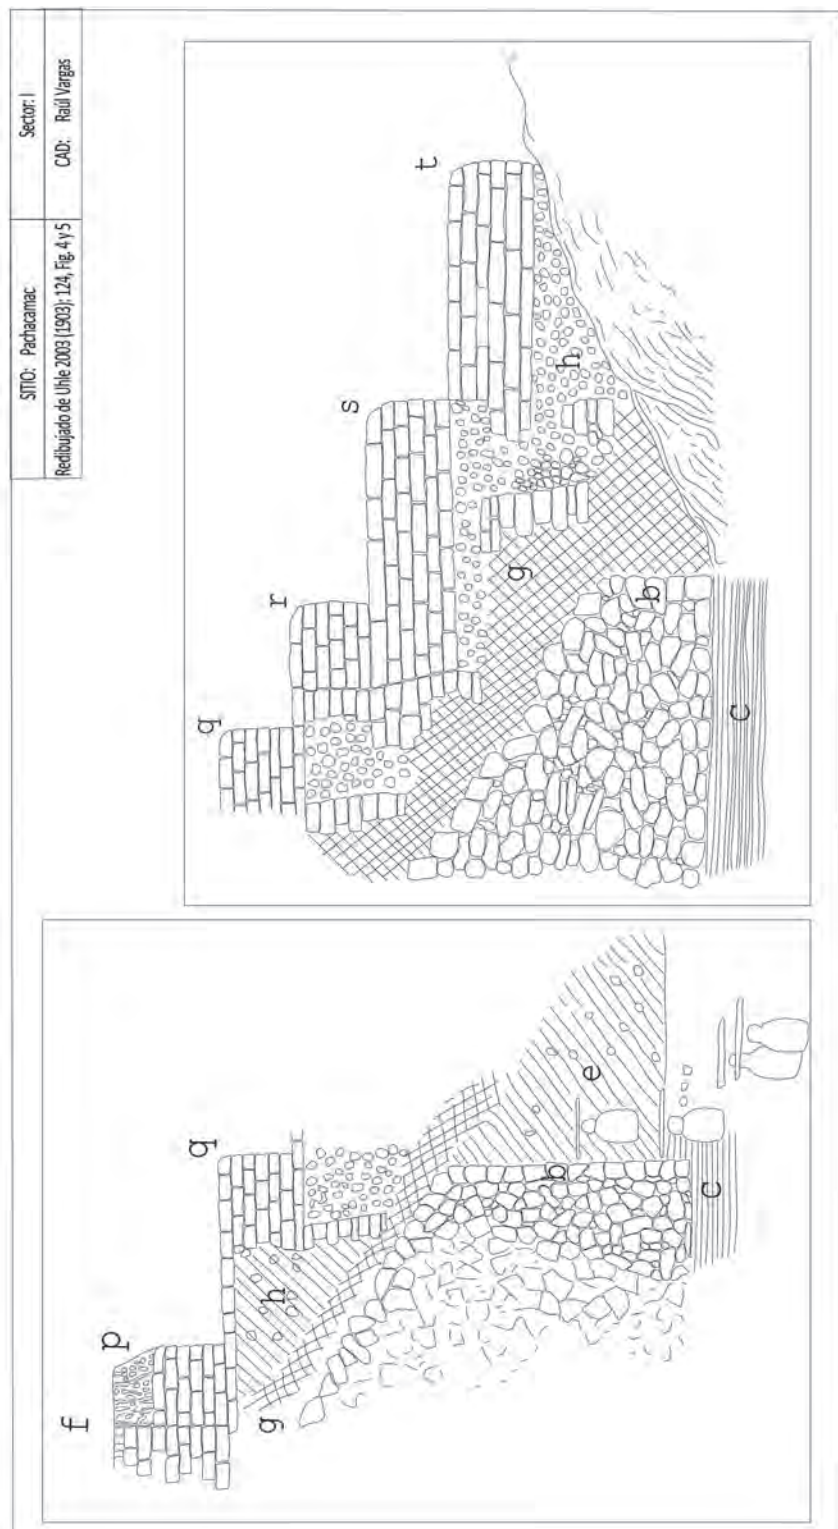 SITIO: Pachacamac
Sector: I
Redibujado de Uhle 2003 (1903): 124, Fig. 4 y 5
CAD: Raúl Vargas
f
p
q
h
g
b
e
c
q
r
s
t
g
h
b
c